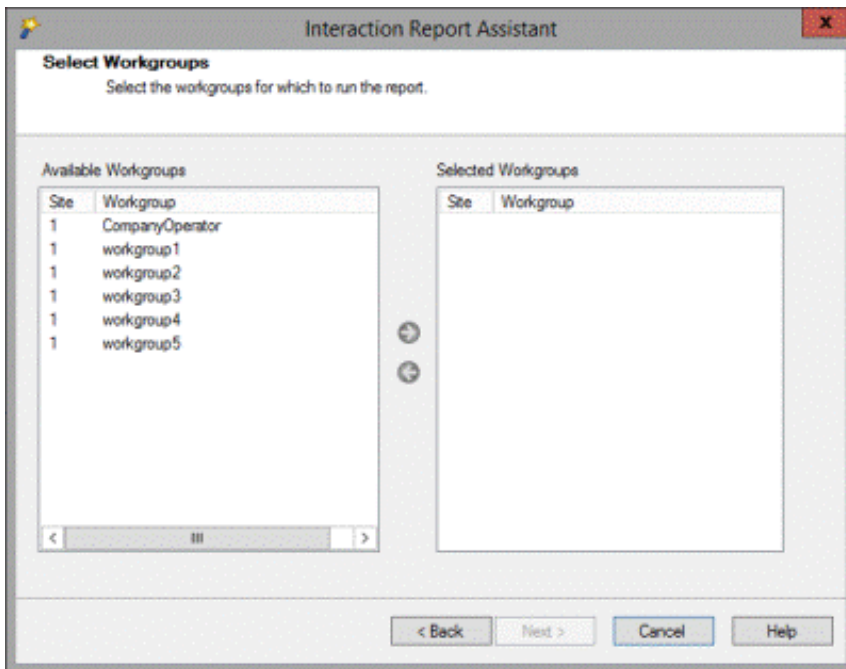 Interaction Report Assistant
x
Select Workgroups
Select the workgroups for which to run the report.
Available Workgroups
Selected Workgroups
Site Workgroup
Site Workgroup
1 CompanyOperator
1 workgroup1
1 workgroup2
1 workgroup3
1 workgroup4
1 workgroup5
< Back
Next >
Cancel
Help